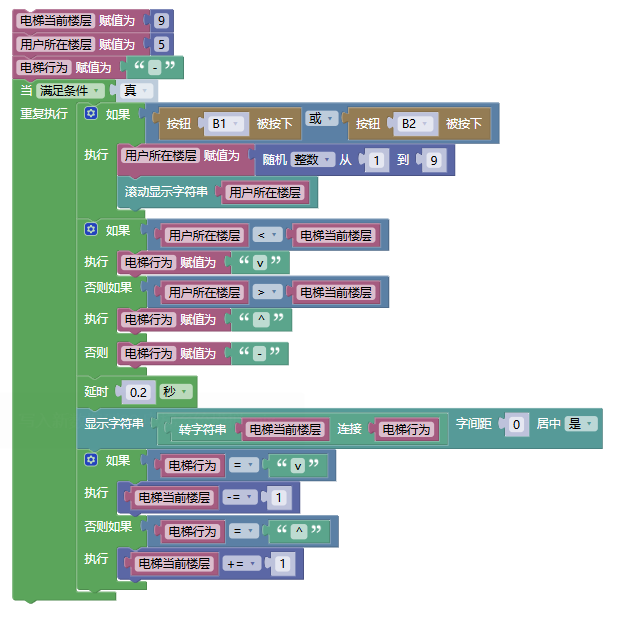 电梯当前楼层 赋值为 9
用户所在楼层 赋值为 5
电梯行为 赋值为 “ - ”
当 满足条件 真
重复执行 如果 按钮 B1 被按下 或 按钮 B2 被按下
执行 用户所在楼层 赋值为 随机 整数 从 1 到 9
滚动显示字符串 用户所在楼层
如果 用户所在楼层 < 电梯当前楼层
执行 电梯行为 赋值为 “ v ”
否则如果 用户所在楼层 > 电梯当前楼层
执行 电梯行为 赋值为 “ ^ ”
否则 电梯行为 赋值为 “ - ”
延时 0.2 秒
显示字符串 转字符串 电梯当前楼层 连接 电梯行为 字间距 0 居中 是
如果 电梯行为 = “ v ”
执行 电梯当前楼层 -= 1
否则如果 电梯行为 = “ ^ ”
执行 电梯当前楼层 += 1